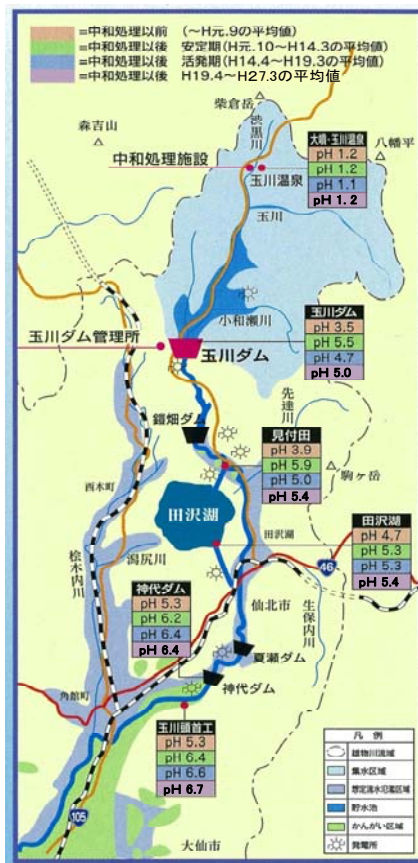 =中和処理以前 (〜H元.9の平均値)
=中和処理以後 安定期(H元.10〜H14.3の平均値)
=中和処理以後 活発期(H14.4〜H19.3の平均値)
=中和処理以後 H19.4〜H27.3の平均値
柴倉岳
渋黒川
森吉山
八幡平
大噴・玉川温泉
pH 1.2
pH 1.2
pH 1.1
pH 1.2
中和処理施設
玉川温泉
玉川
小和瀬川
玉川ダム管理所
玉川ダム
玉川ダム
pH 3.5
pH 5.5
pH 4.7
pH 5.0
先達川
鎧畑ダム
見付田
pH 3.9
pH 5.9
pH 5.0
pH 5.4
駒ヶ岳
西木町
田沢湖
田沢湖
田沢湖
pH 4.7
pH 5.3
pH 5.3
pH 5.4
潟尻川
桧木内川
46
神代ダム
pH 5.3
pH 6.2
pH 6.4
pH 6.4
仙北市
生保内川
夏瀬ダム
神代ダム
角館町
玉川頭首工
pH 5.3
pH 6.4
pH 6.6
pH 6.7
105
大仙市
凡例
雄物川流域
集水区域
想定流水氾濫区域
貯水池
かんがい区域
発電所